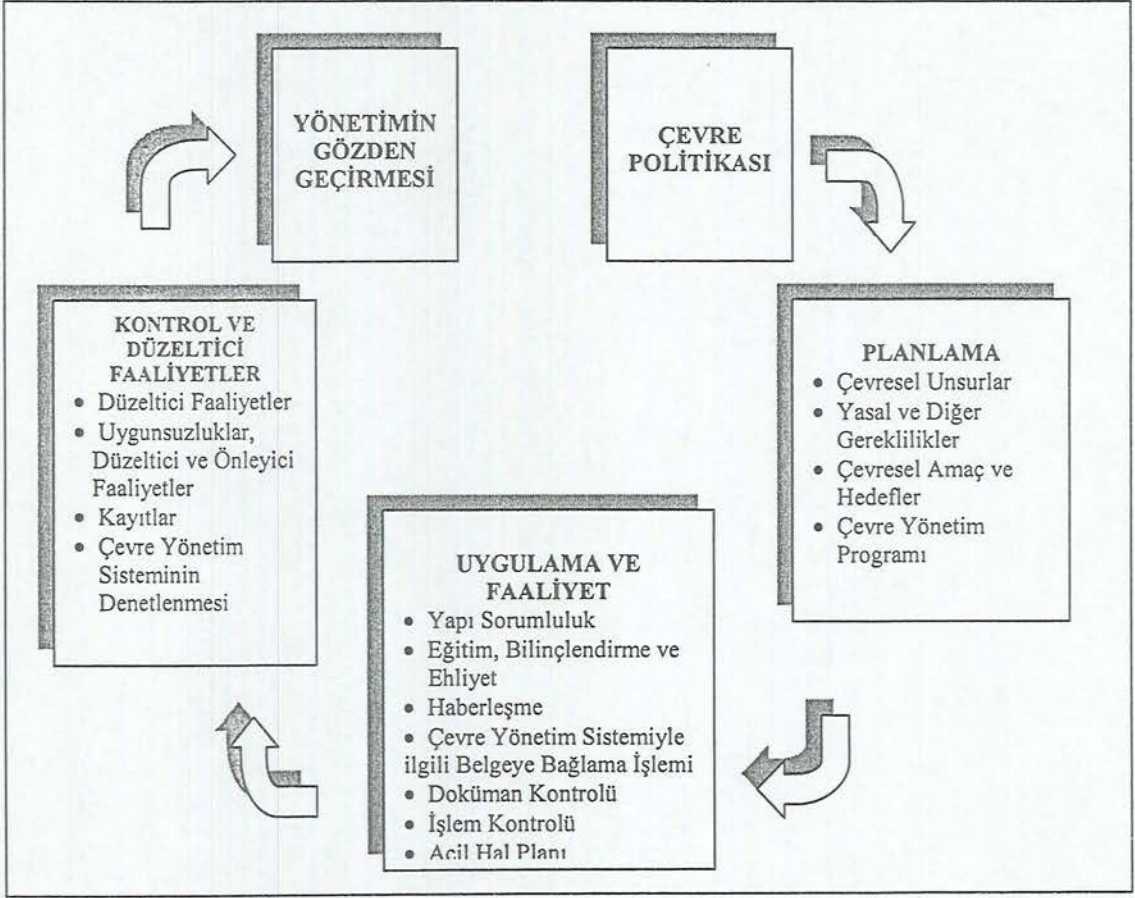 YÖNETİMİN
GÖZDEN
GEÇİRMESİ
ÇEVRE
POLİTİKASI
PLANLAMA
• Çevresel Unsurlar
• Yasal ve Diğer
Gereklilikler
• Çevresel Amaç ve
Hedefler
• Çevre Yönetim
Programı
UYGULAMA VE
FAALİYET
• Yapı Sorumluluk
• Eğitim, Bilinçlendirme ve
Ehliyet
• Haberleşme
• Çevre Yönetim Sistemiyle
ilgili Belgeye Bağlama İşlemi
• Doküman Kontrolü
• İşlem Kontrolü
• Acil Hal Planı
KONTROL VE
DÜZELTİCİ
FAALİYETLER
• Düzeltici Faaliyetler
• Uygunsuzluklar,
Düzeltici ve Önleyici
Faaliyetler
• Kayıtlar
• Çevre Yönetim
Sisteminin
Denetlenmesi